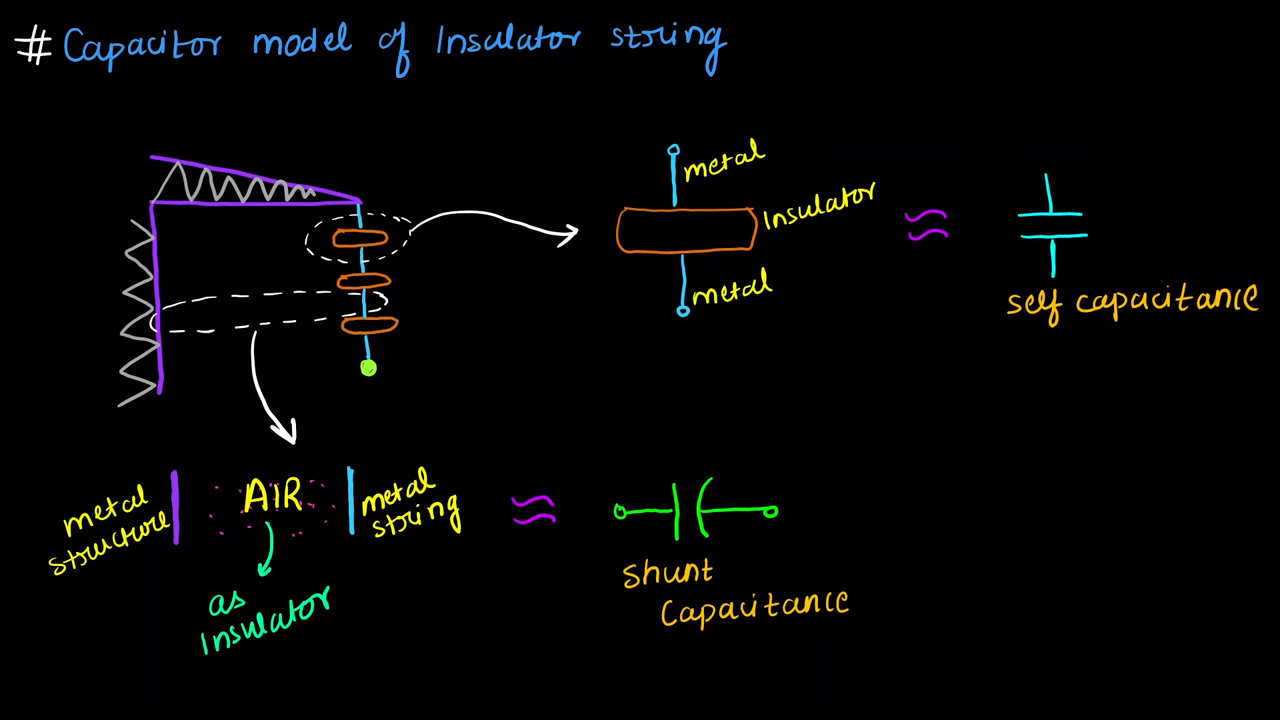 # Capacitor model of Insulator string
metal
Insulator
metal
≈
self capacitance
metal
structure
AIR
metal
string
≈
as
insulator
shunt
Capacitance